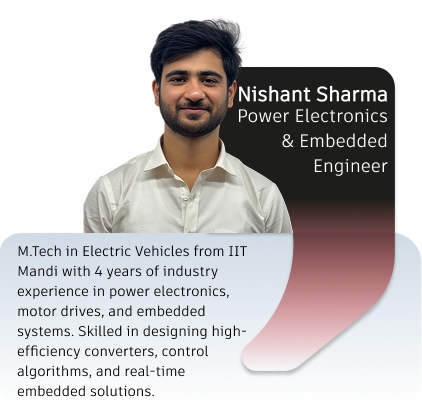 Nishant Sharma
Power Electronics
& Embedded
Engineer
M.Tech in Electric Vehicles from IIT
Mandi with 4 years of industry
experience in power electronics,
motor drives, and embedded
systems. Skilled in designing high-
efficiency converters, control
algorithms, and real-time
embedded solutions.